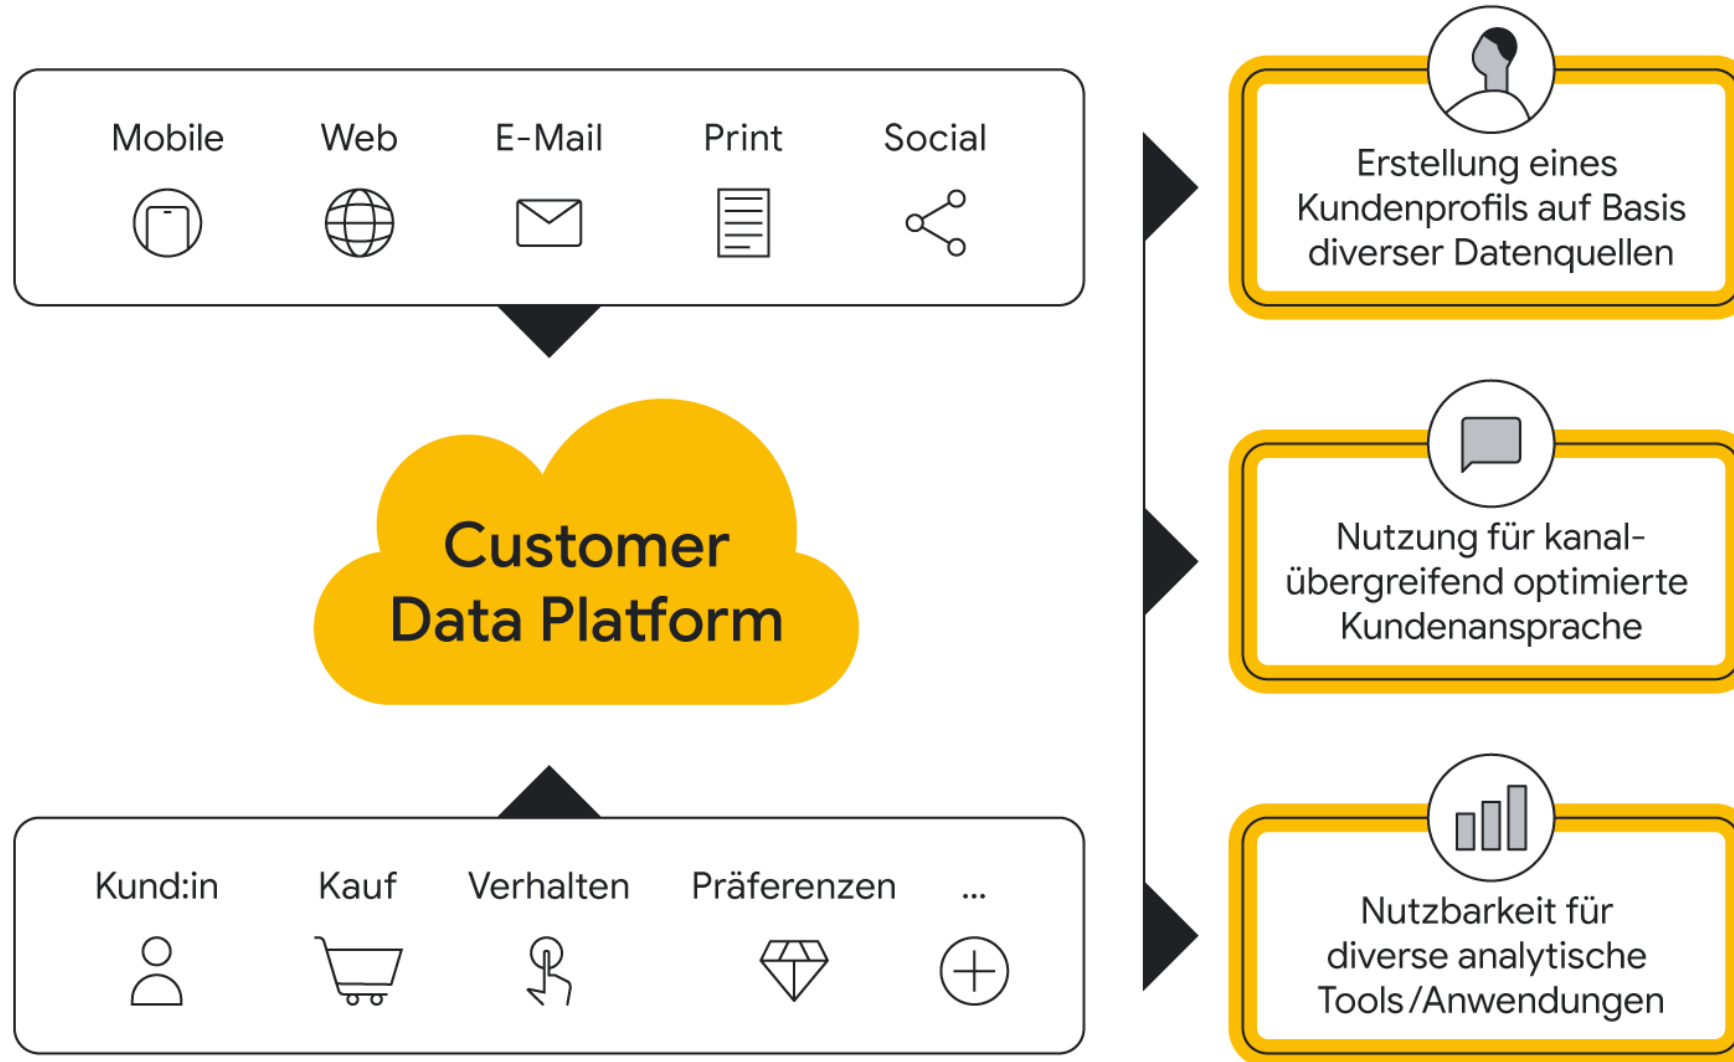 Mobile
Web
E-Mail
Print
Social
Customer
Data Platform
Kund:in
Kauf
Verhalten
Präferenzen
...
Erstellung eines
Kundenprofils auf Basis
diverser Datenquellen
Nutzung für kanal-
übergreifend optimierte
Kundenansprache
Nutzbarkeit für
diverse analytische
Tools/Anwendungen